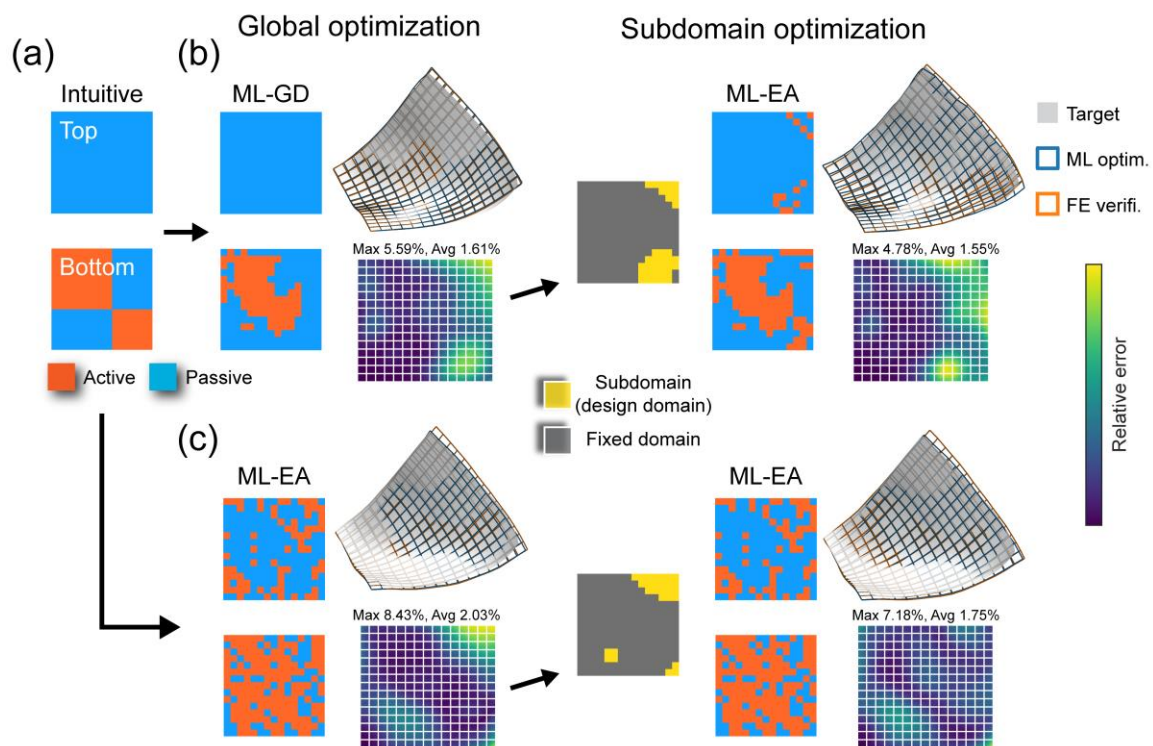 Global optimization
Subdomain optimization
(a)
(b)
Intuitive
ML-GD
ML-EA
Top
Target
ML optim.
FE verifi.
Bottom
Max 5.59%, Avg 1.61%
Max 4.78%, Avg 1.55%
Active
Passive
Subdomain
(design domain)
Fixed domain
Relative error
(c)
ML-EA
ML-EA
Max 8.43%, Avg 2.03%
Max 7.18%, Avg 1.75%